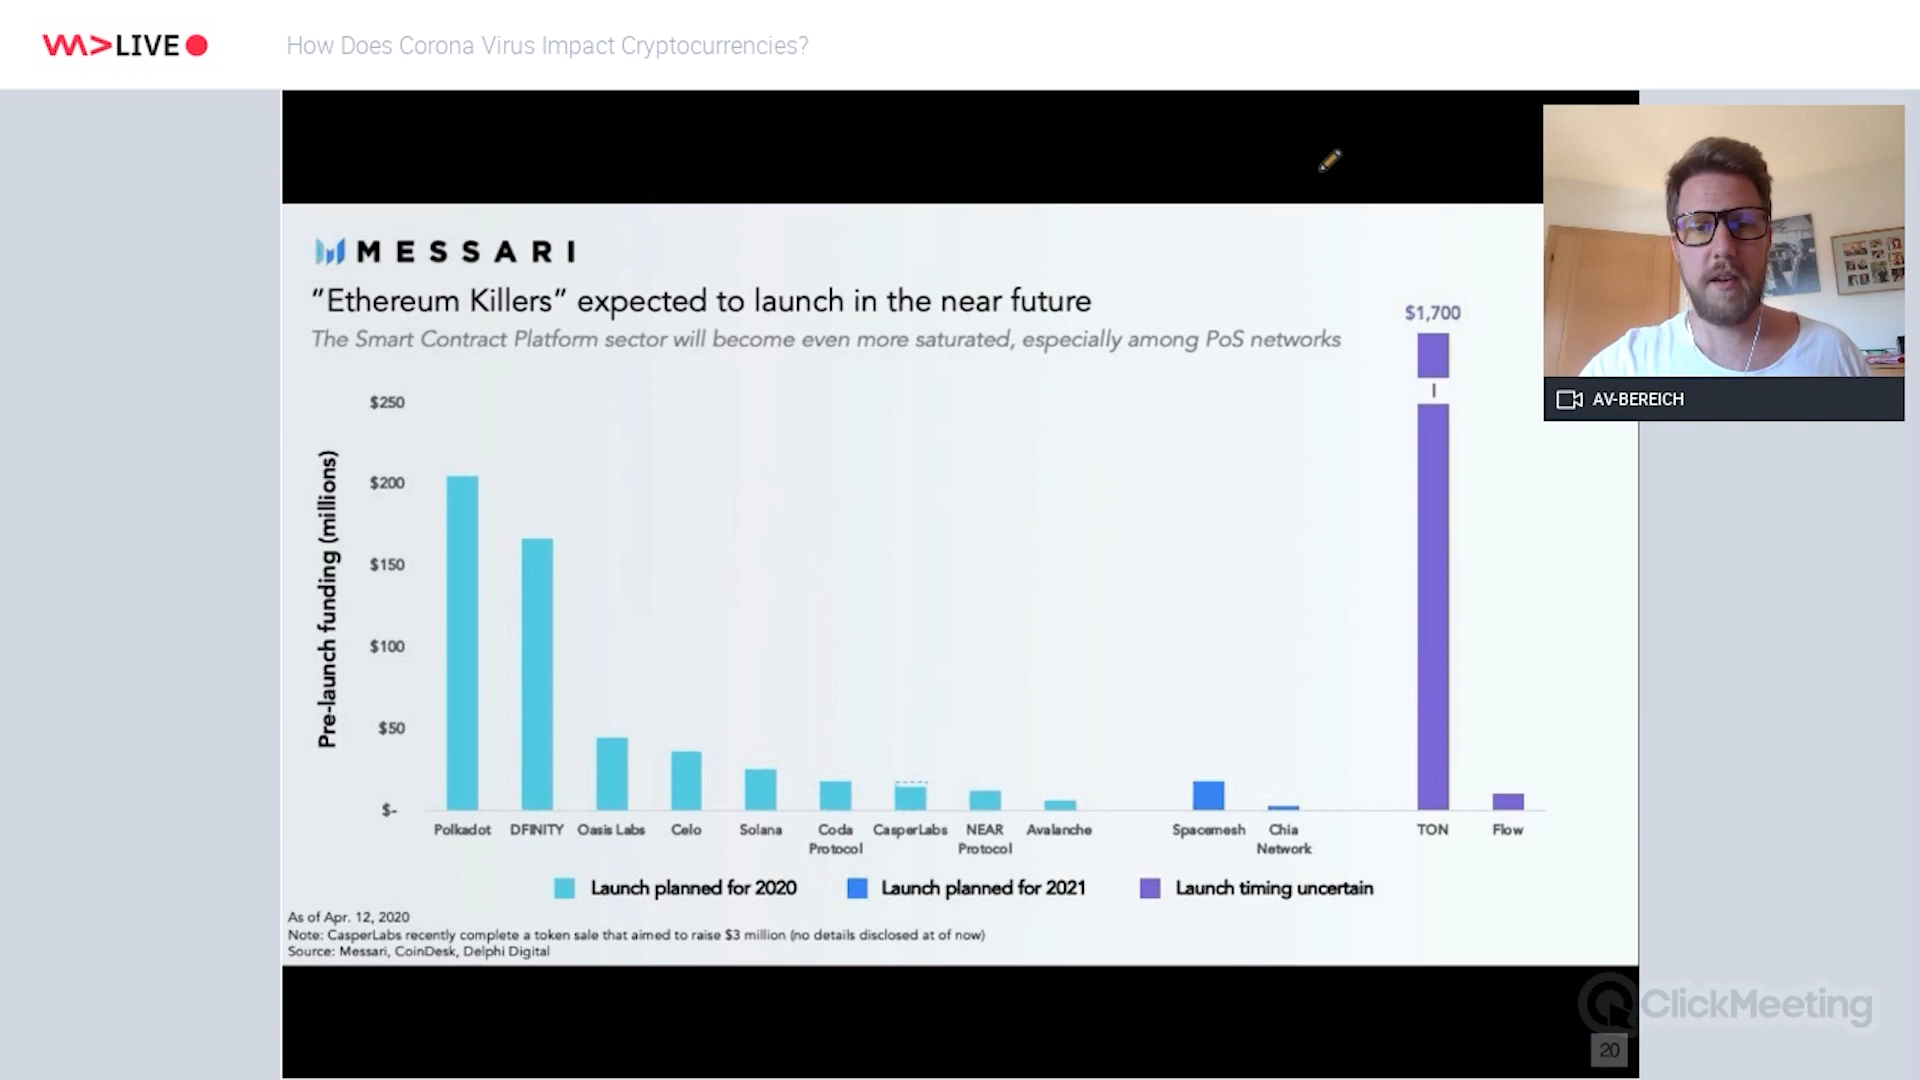 VM>LIVE
How Does Corona Virus Impact Cryptocurrencies?
MESSARI
"Ethereum Killers" expected to launch in the near future
The Smart Contract Platform sector will become even more saturated, especially among PoS networks
$1,700
AV-BEREICH
Pre-launch funding (millions)
$250
$200
$150
$100
$50
$-
Polkadot DFINITY Oasis Labs Celo Solana Coda Protocol CasperLabs NEAR Protocol Avalanche Spacemesh Chia Network TON Flow
Launch planned for 2020 Launch planned for 2021 Launch timing uncertain
As of Apr. 12, 2020
Note: CasperLabs recently complete a token sale that aimed to raise $3 million (no details disclosed at of now)
Source: Messari, CoinDesk, Delphi Digital
ClickMeeting
20